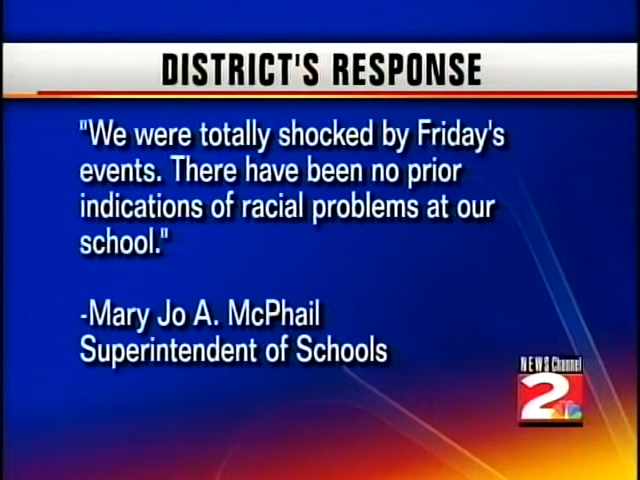 DISTRICT'S RESPONSE
"We were totally shocked by Friday's
events. There have been no prior
indications of racial problems at our
school."
-Mary Jo A. McPhail
Superintendent of Schools
NEWS Channel
2